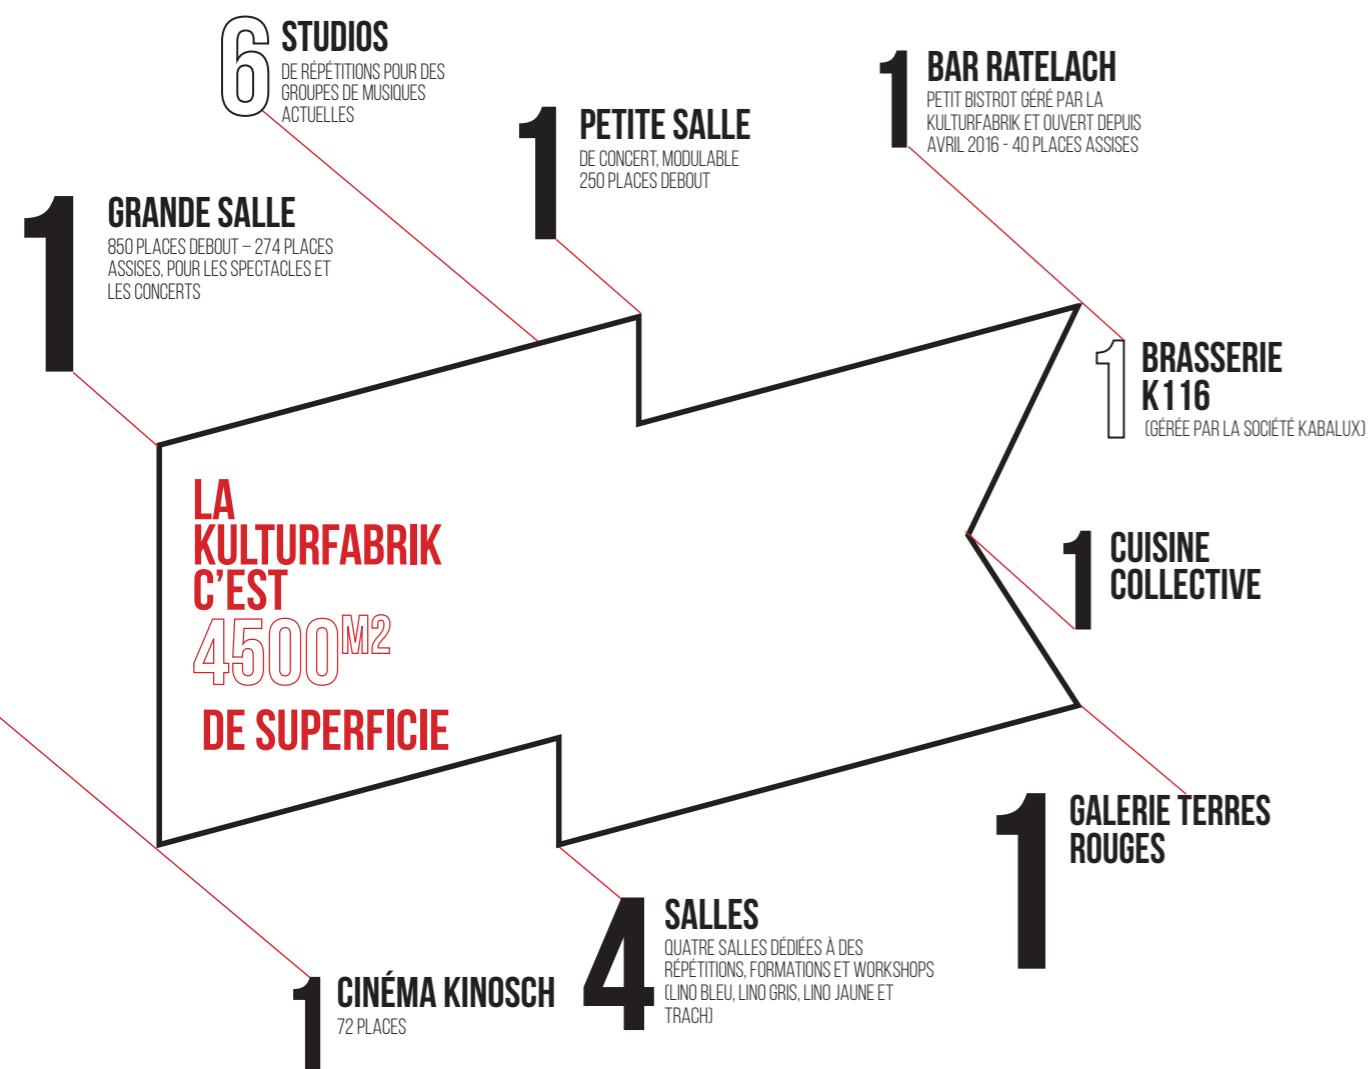 6
STUDIOS
DE RÉPÉTITIONS POUR DES
GROUPES DE MUSIQUES
ACTUELLES
1
PETITE SALLE
DE CONCERT, MODULABLE
250 PLACES DEBOUT
1
BAR RATELACH
PETIT BISTROT GÉRÉ PAR LA
KULTURFABRIK ET OUVERT DEPUIS
AVRIL 2016 - 40 PLACES ASSISES
1
GRANDE SALLE
850 PLACES DEBOUT – 274 PLACES
ASSISES, POUR LES SPECTACLES ET
LES CONCERTS
1
BRASSERIE
K116
(GÉRÉE PAR LA SOCIÉTÉ KABALUX)
LA
KULTURFABRIK
C'EST
4500M2
DE SUPERFICIE
1
CUISINE
COLLECTIVE
1
GALERIE TERRES
ROUGES
4
SALLES
QUATRE SALLES DÉDIÉES À DES
RÉPÉTITIONS, FORMATIONS ET WORKSHOPS
(LINO BLEU, LINO GRIS, LINO JAUNE ET
TRACH)
1
CINÉMA KINOSCH
72 PLACES